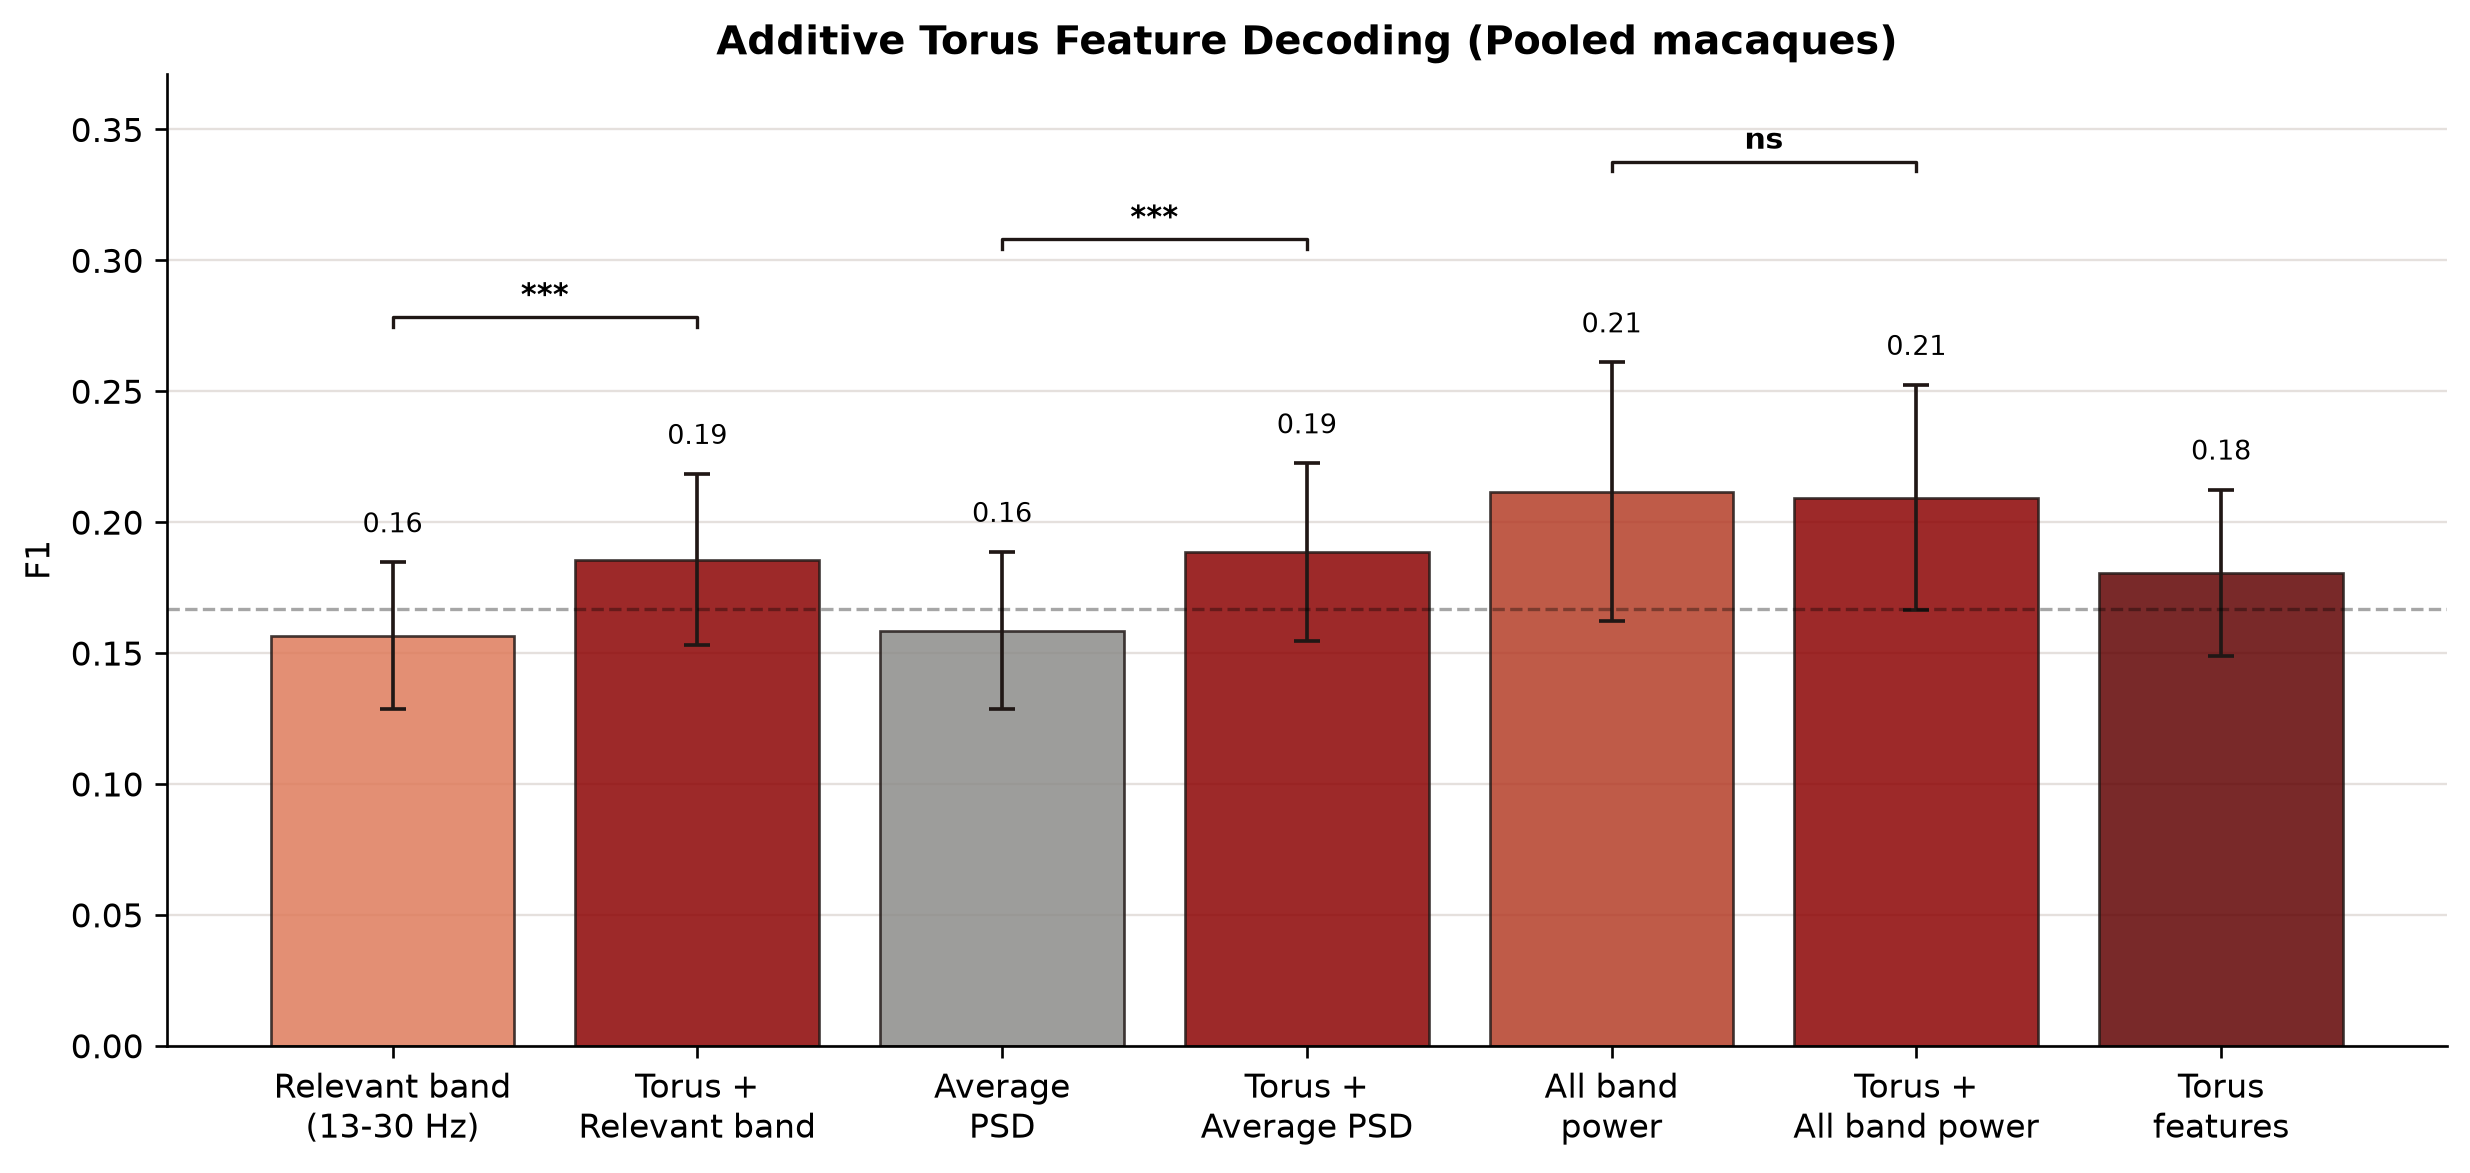 Additive Torus Feature Decoding (Pooled macaques)
F1
0.35
0.30
0.25
0.20
0.15
0.10
0.05
0.00
***
***
ns
0.16
0.19
0.16
0.19
0.21
0.21
0.18
Relevant band
(13-30 Hz)
Torus +
Relevant band
Average
PSD
Torus +
Average PSD
All band
power
Torus +
All band power
Torus
features